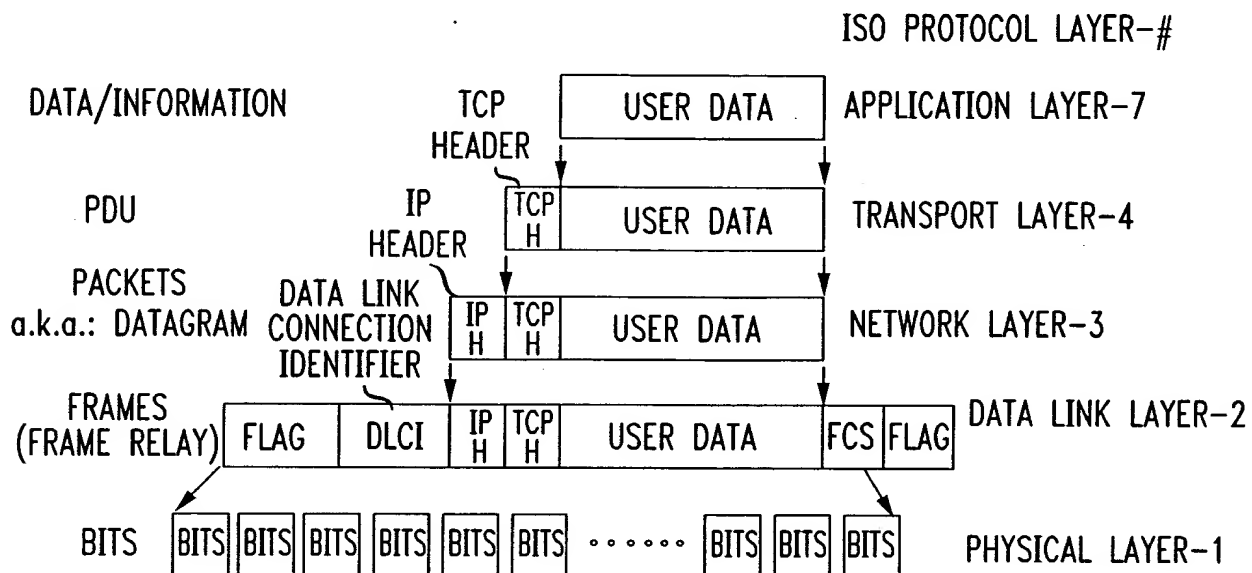 ISO PROTOCOL LAYER-#
DATA/INFORMATION
TCP
HEADER
USER DATA
APPLICATION LAYER-7
PDU
IP
HEADER
TCP
H
USER DATA
TRANSPORT LAYER-4
PACKETS
a.k.a.: DATAGRAM
DATA LINK
CONNECTION
IDENTIFIER
IP
H
TCP
H
USER DATA
NETWORK LAYER-3
FRAMES
(FRAME RELAY)
FLAG
DLCI
IP
H
TCP
H
USER DATA
FCS
FLAG
DATA LINK LAYER-2
BITS
BITS BITS BITS BITS BITS BITS ...... BITS BITS BITS
PHYSICAL LAYER-1